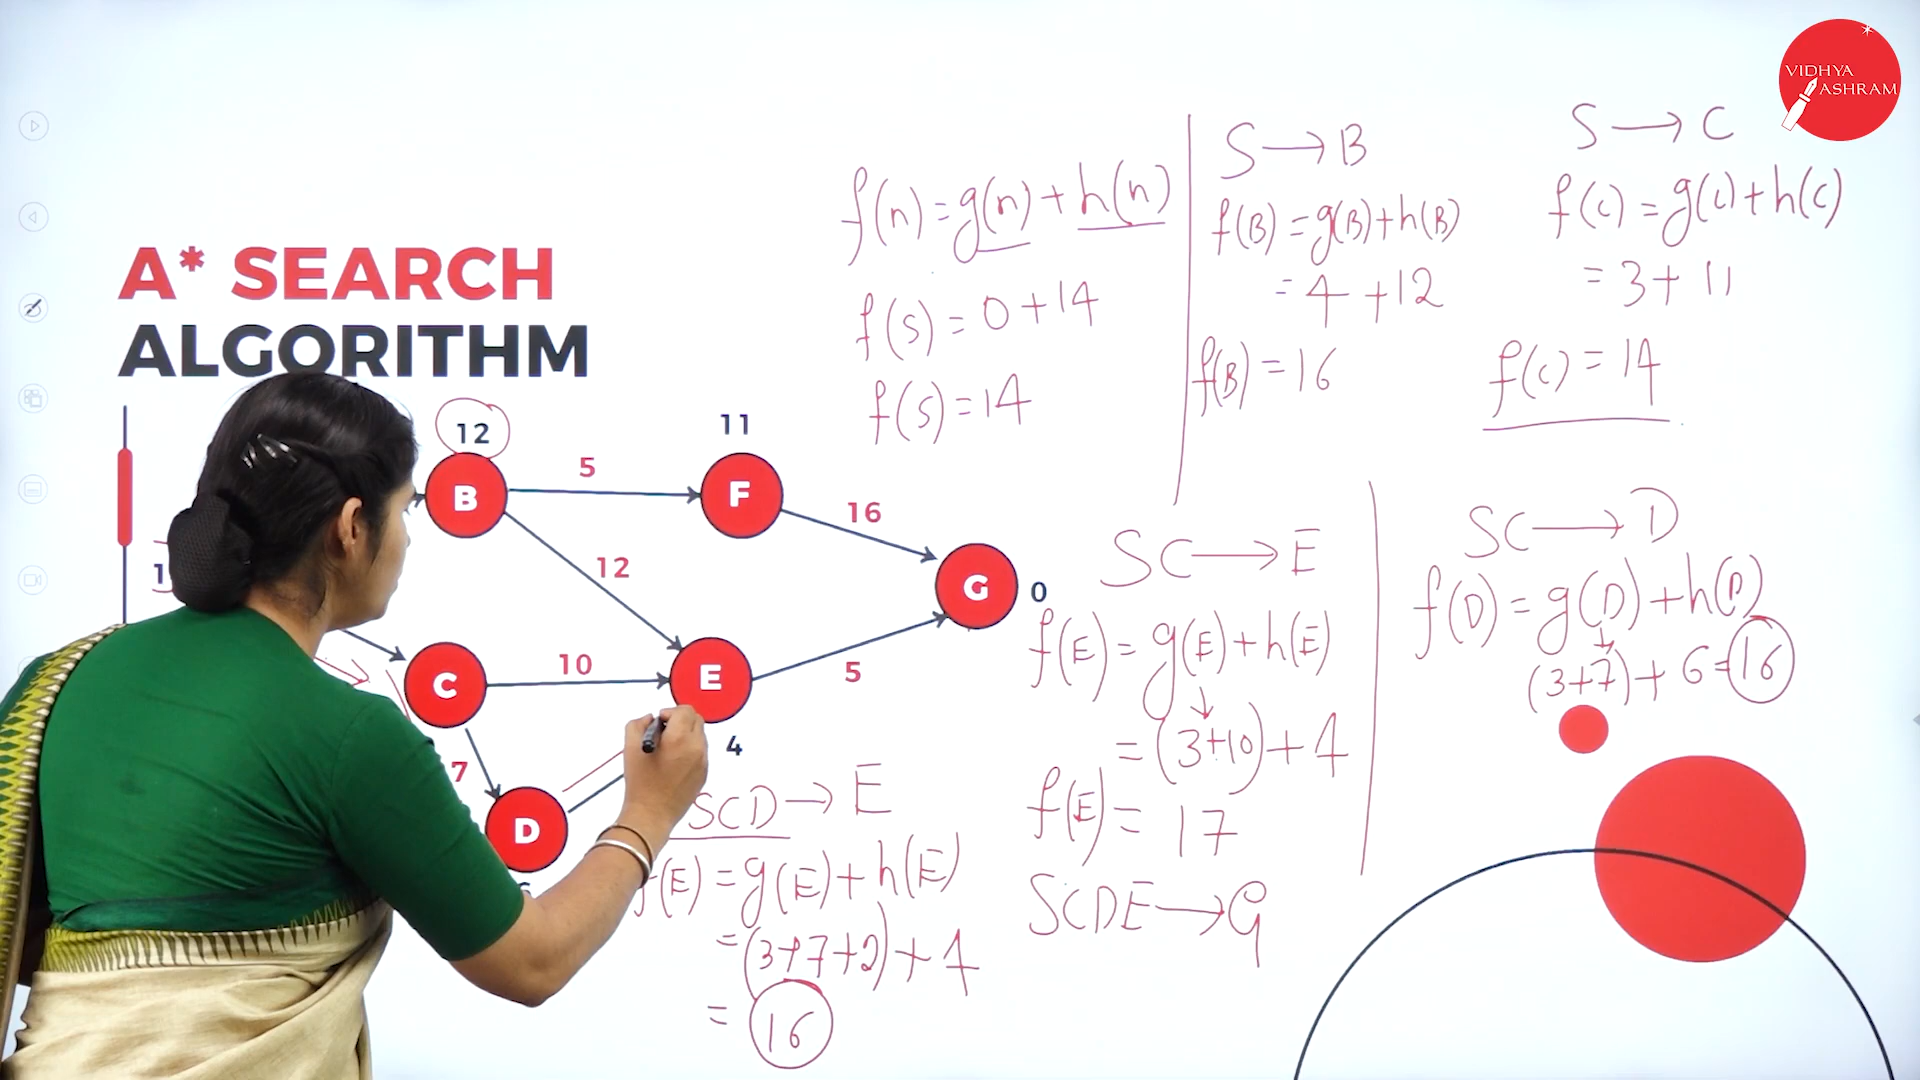 VIDHYA
ASHRAM
A* SEARCH
ALGORITHM
f(n) = g(n) + h(n)
f(S) = 0 + 14
f(S) = 14
S → B
f(B) = g(B) + h(B)
= 4 + 12
f(B) = 16
S → C
f(C) = g(C) + h(C)
= 3 + 11
f(C) = 14
12
B
5
11
F
16
12
G
0
C
10
E
5
4
7
D
SC → E
f(E) = g(E) + h(E)
= (3+10) + 4
f(E) = 17
SC → D
f(D) = g(D) + h(D)
(3+7) + 6 = 16
SCD → E
f(E) = g(E) + h(E)
= (3+7+2) + 4
= 16
SCDE → G